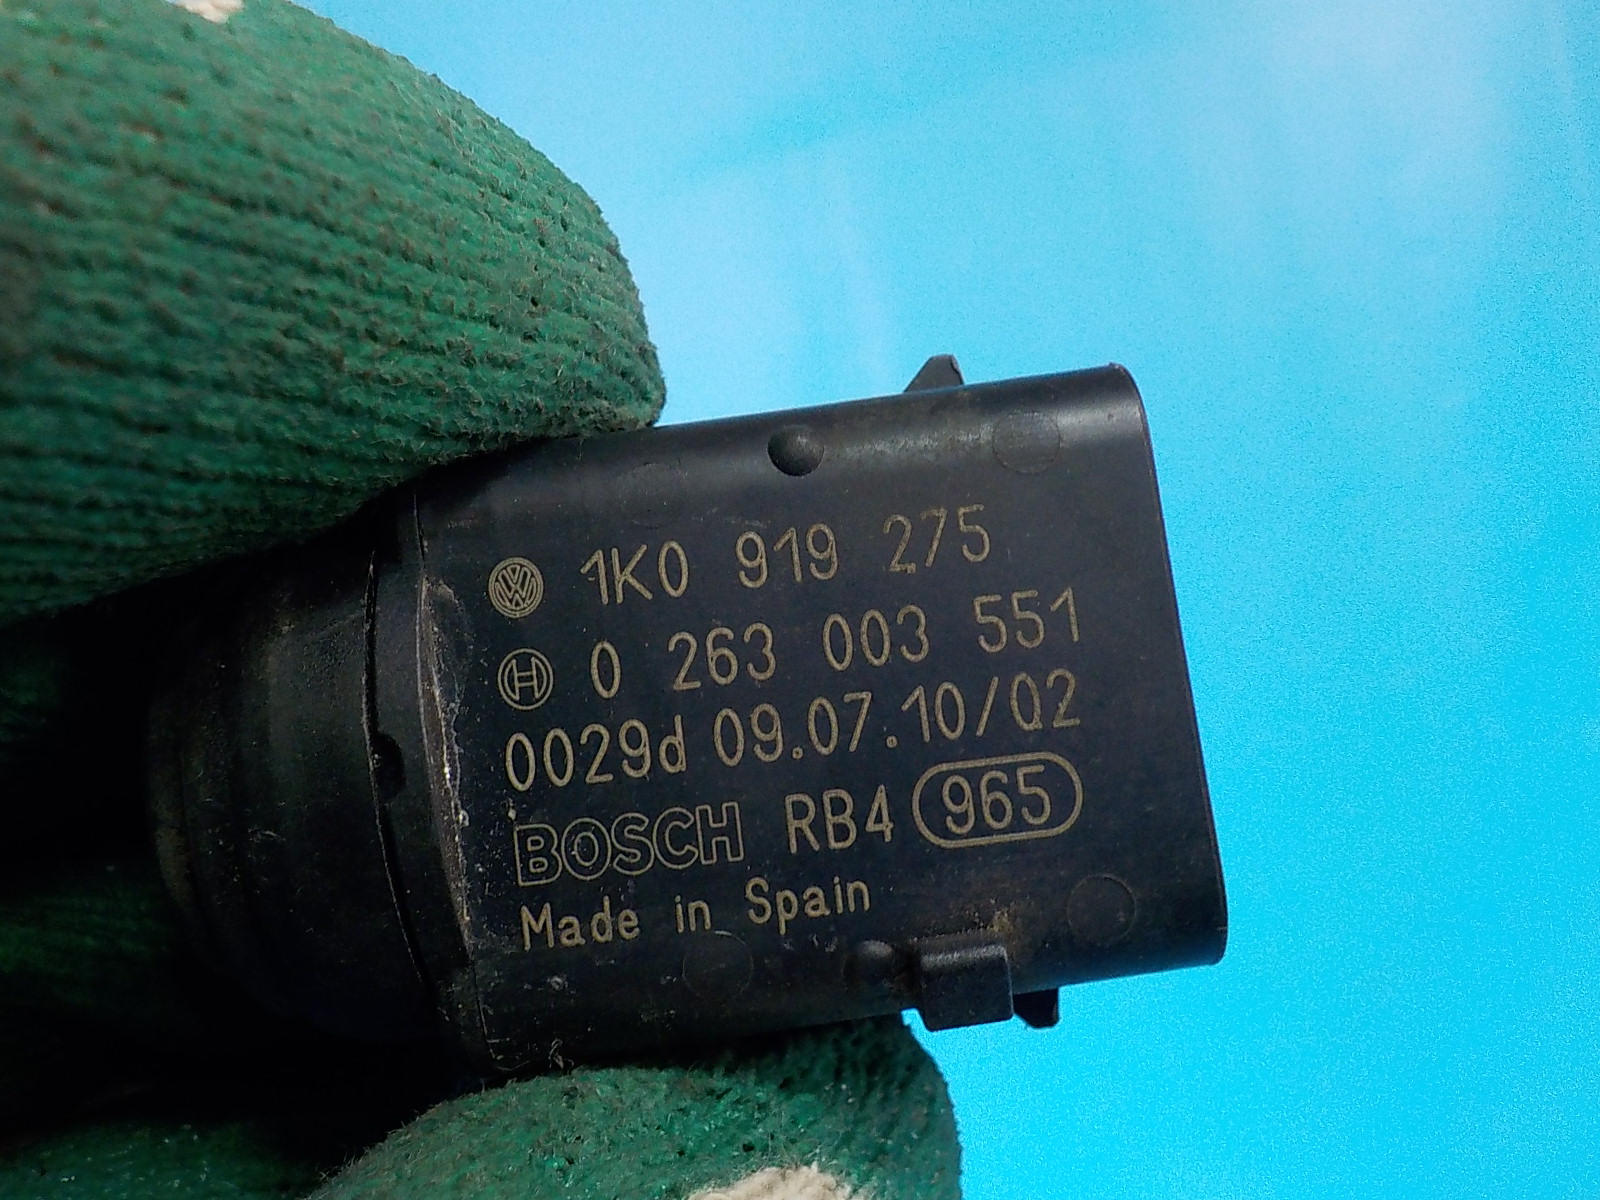 1K0 919 275
0 263 003 551
0029d 09.07.10/02
BOSCH RB4 965
Made in Spain